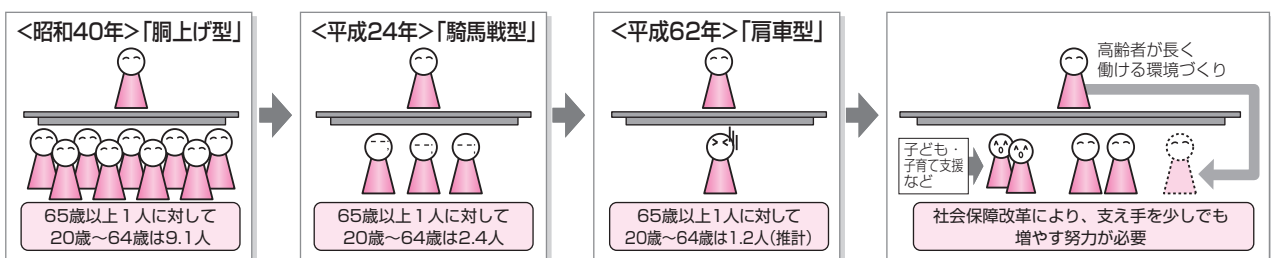 <昭和40年>「胴上げ型」
65歳以上1人に対して
20歳～64歳は9.1人
<平成24年>「騎馬戦型」
65歳以上1人に対して
20歳～64歳は2.4人
<平成62年>「肩車型」
65歳以上1人に対して
20歳～64歳は1.2人(推計)
高齢者が長く
働ける環境づくり
子ども・
子育て支援
など
社会保障改革により、支え手を少しでも
増やす努力が必要